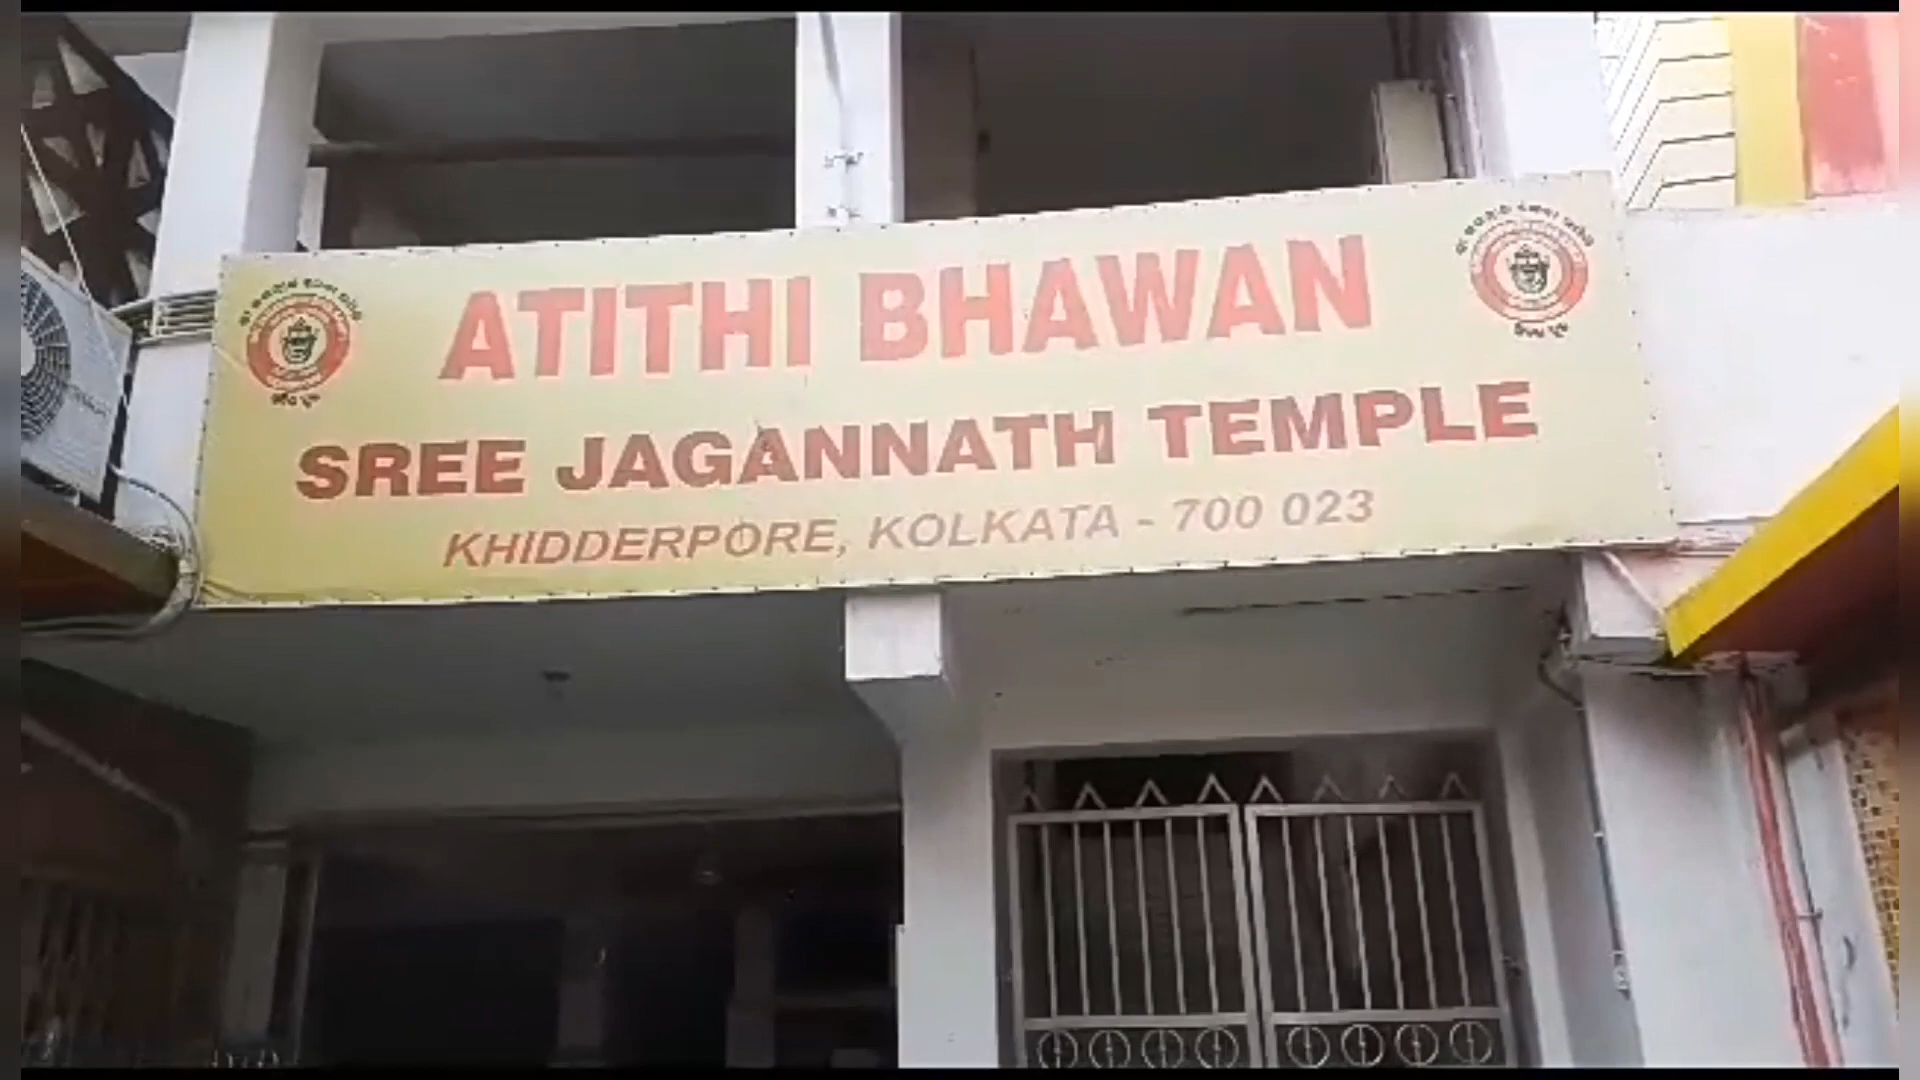 ATITHI BHAWAN
SREE JAGANNATH TEMPLE
KHIDDERPORE, KOLKATA - 700 023